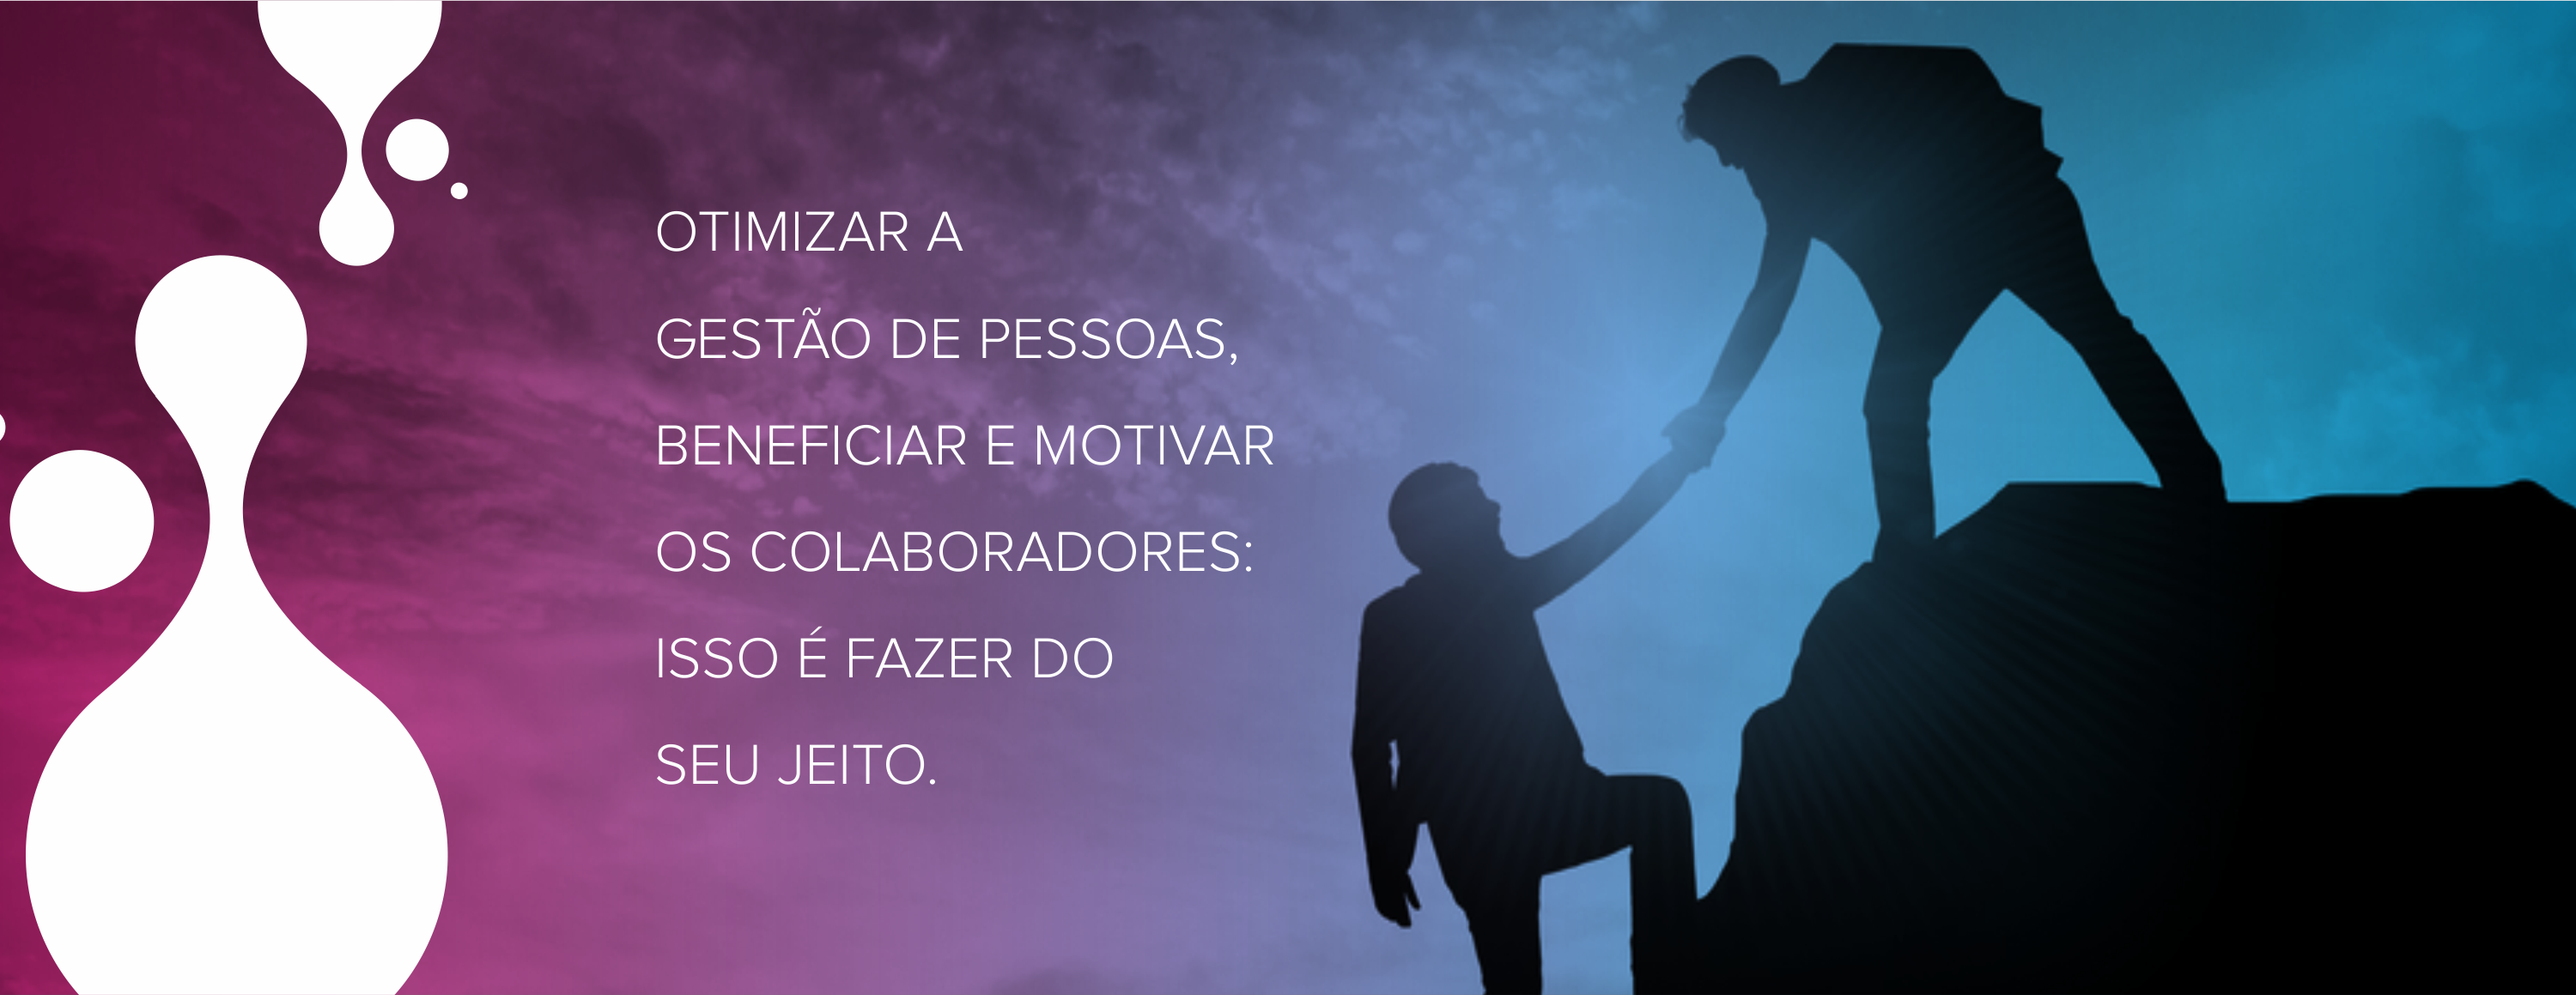 OTIMIZAR A
GESTÃO DE PESSOAS,
BENEFICIAR E MOTIVAR
OS COLABORADORES:
ISSO É FAZER DO
SEU JEITO.